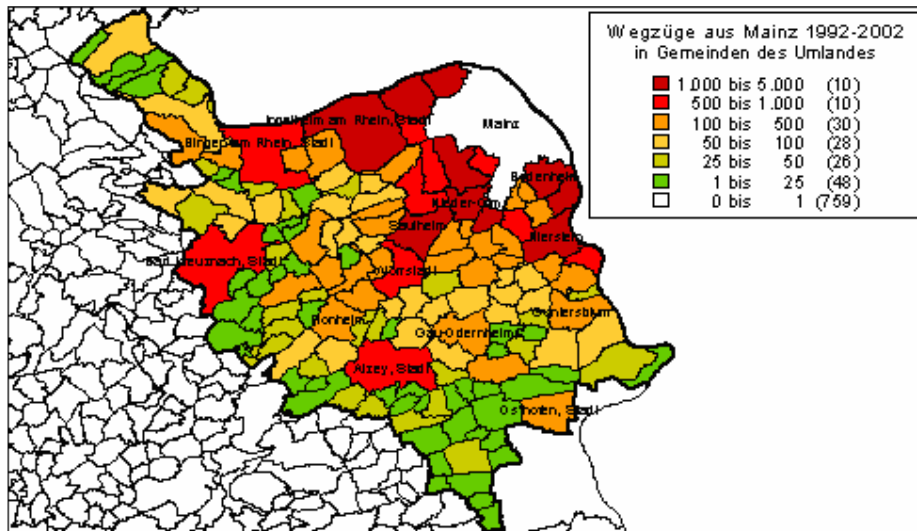 Wegzüge aus Mainz 1992-2002
in Gemeinden des Umlandes
1.000 bis 5.000 (10)
500 bis 1.000 (10)
100 bis 500 (30)
50 bis 100 (28)
25 bis 50 (26)
1 bis 25 (48)
0 bis 1 (759)
Ingelheim am Rhein, Stadt
Mainz
Bingen am Rhein, Stadt
Bodenheim
Nieder-Olm
Saulheim
Nierstein
Bad Kreuznach, Stadt
Wörrstadt
Flonheim
Guntersblum
Gau-Odernheim
Alzey, Stadt
Osthofen, Stadt